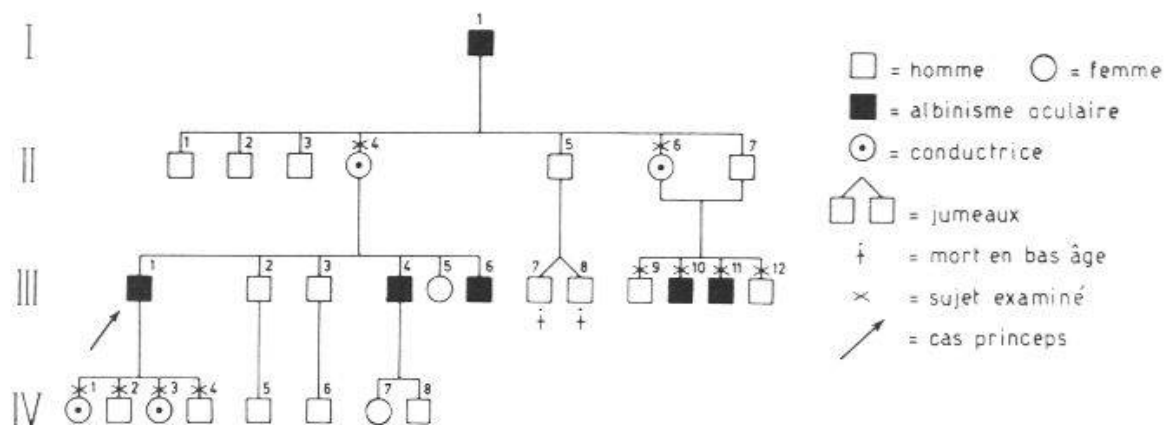 I
1
II
1 2 3 4 5 6 7
III
1 2 3 4 5 6 7 8 9 10 11 12
IV
1 2 3 4 5 6 7 8
= homme = femme
= albinisme oculaire
= conductrice
= jumeaux
= mort en bas âge
= sujet examiné
= cas princeps